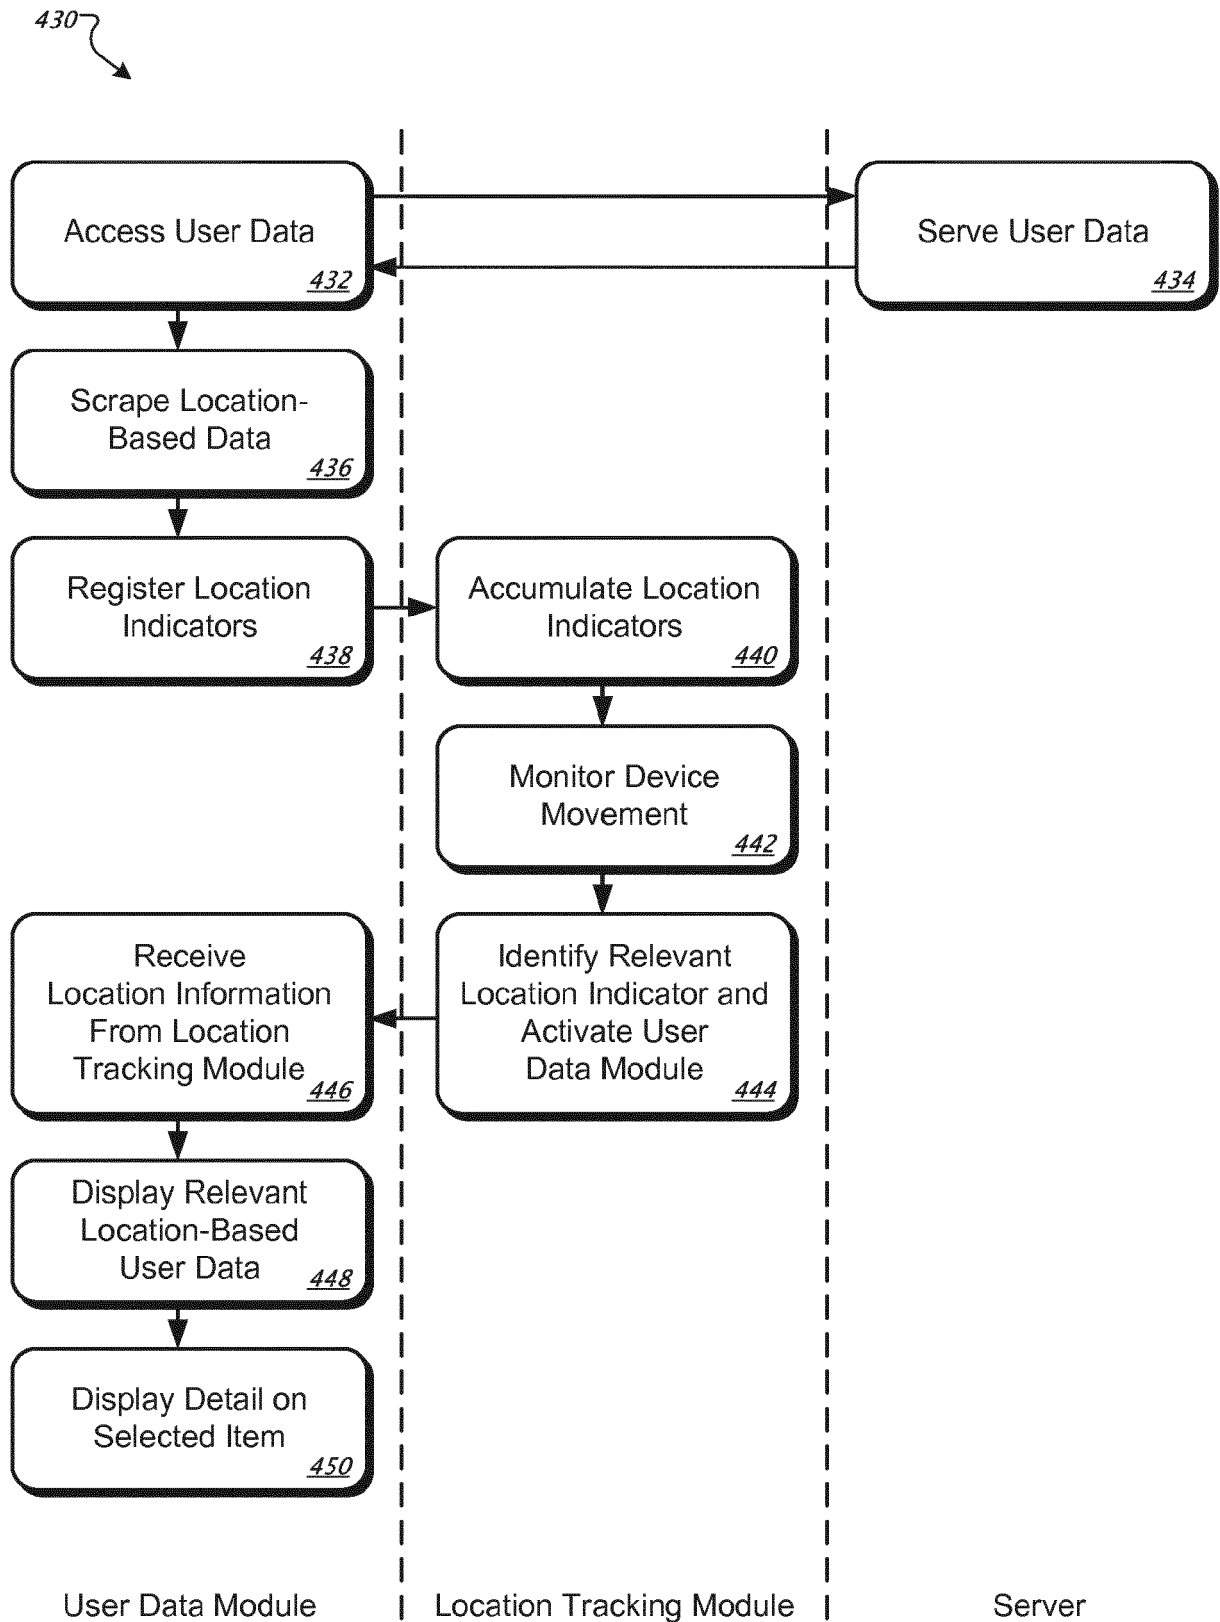 430
Access User Data
432
Serve User Data
434
Scrape Location-
Based Data
436
Register Location
Indicators
438
Accumulate Location
Indicators
440
Monitor Device
Movement
442
Identify Relevant
Location Indicator and
Activate User
Data Module
444
Receive
Location Information
From Location
Tracking Module
446
Display Relevant
Location-Based
User Data
448
Display Detail on
Selected Item
450
User Data Module
Location Tracking Module
Server